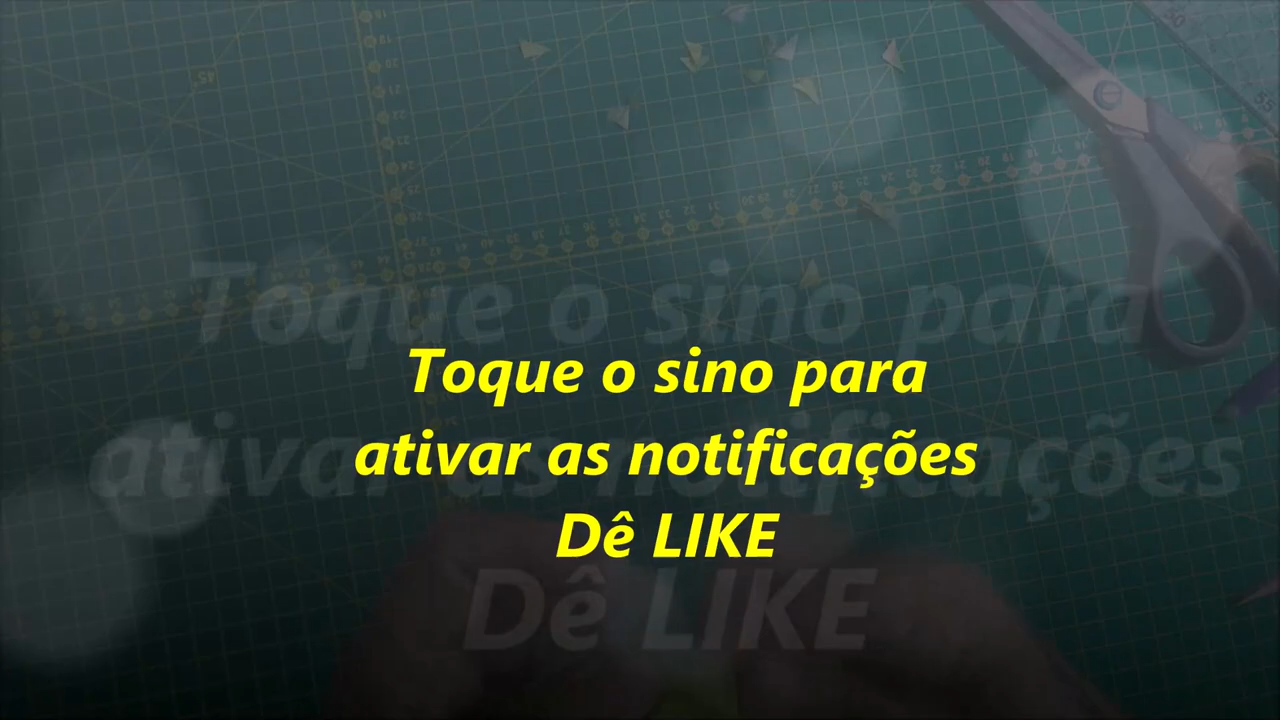 Toque o sino para
ativar as notificações
Dê LIKE